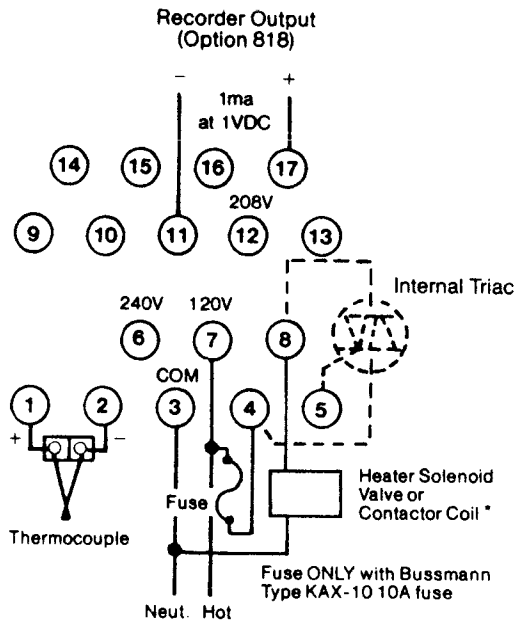 Recorder Output
(Option 818)
− +
1ma
at 1VDC
14 15 16 17
208V
9 10 11 12 13
Internal Triac
240V 120V
6 7 8
COM
1 2 3 4 5
+ −
Fuse
Heater Solenoid
Valve or
Contactor Coil *
Thermocouple
Fuse ONLY with Bussmann
Type KAX-10 10A fuse
Neut. Hot